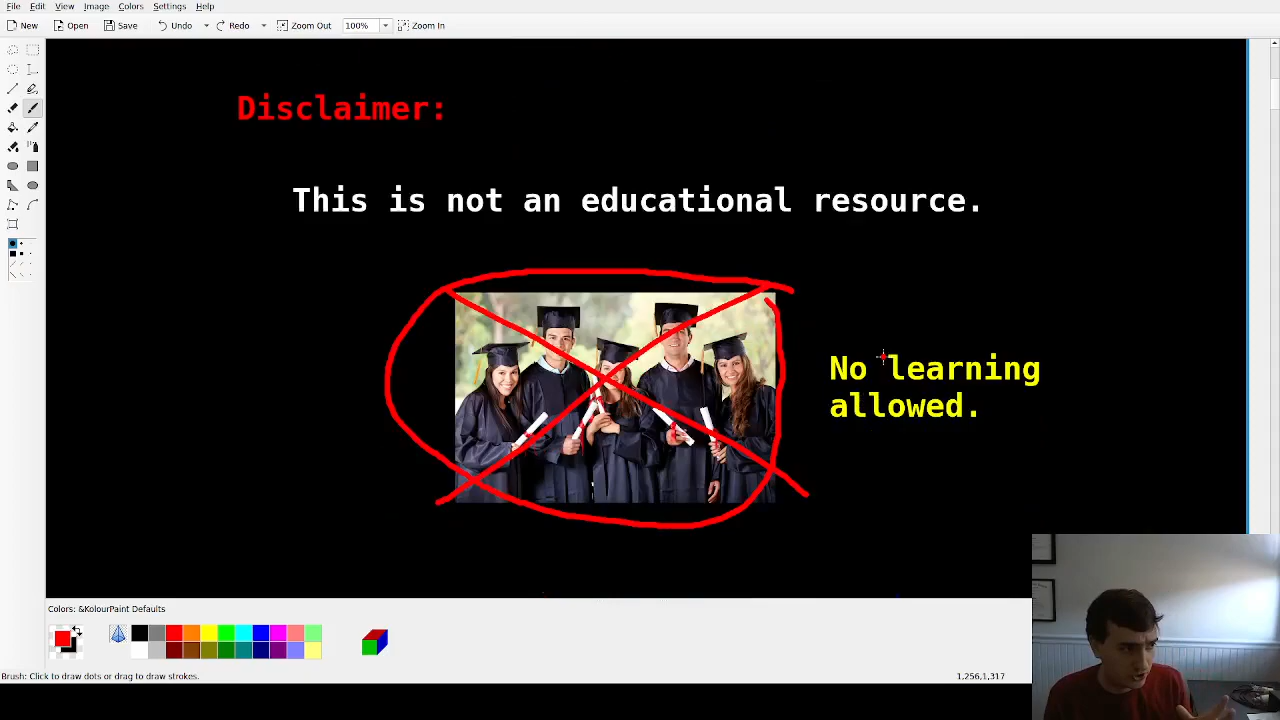 File Edit View Image Colors Settings Help
New Open Save Undo Redo Zoom Out 100% Zoom In
Disclaimer:
This is not an educational resource.
No learning
allowed.
Colors: &KolourPaint Defaults
Brush: Click to draw dots or drag to draw strokes. 1,256,1,317